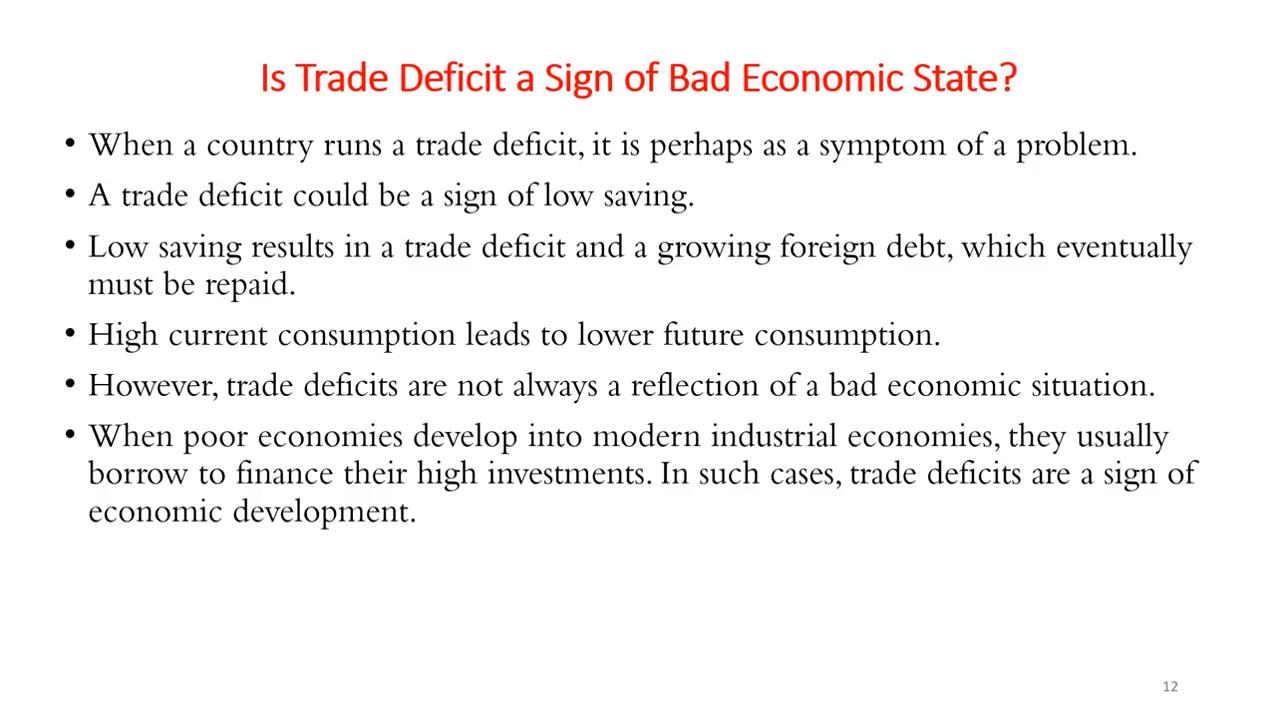 Is Trade Deficit a Sign of Bad Economic State?
• When a country runs a trade deficit, it is perhaps as a symptom of a problem.
• A trade deficit could be a sign of low saving.
• Low saving results in a trade deficit and a growing foreign debt, which eventually
must be repaid.
• High current consumption leads to lower future consumption.
• However, trade deficits are not always a reflection of a bad economic situation.
• When poor economies develop into modern industrial economies, they usually
borrow to finance their high investments. In such cases, trade deficits are a sign of
economic development.
12